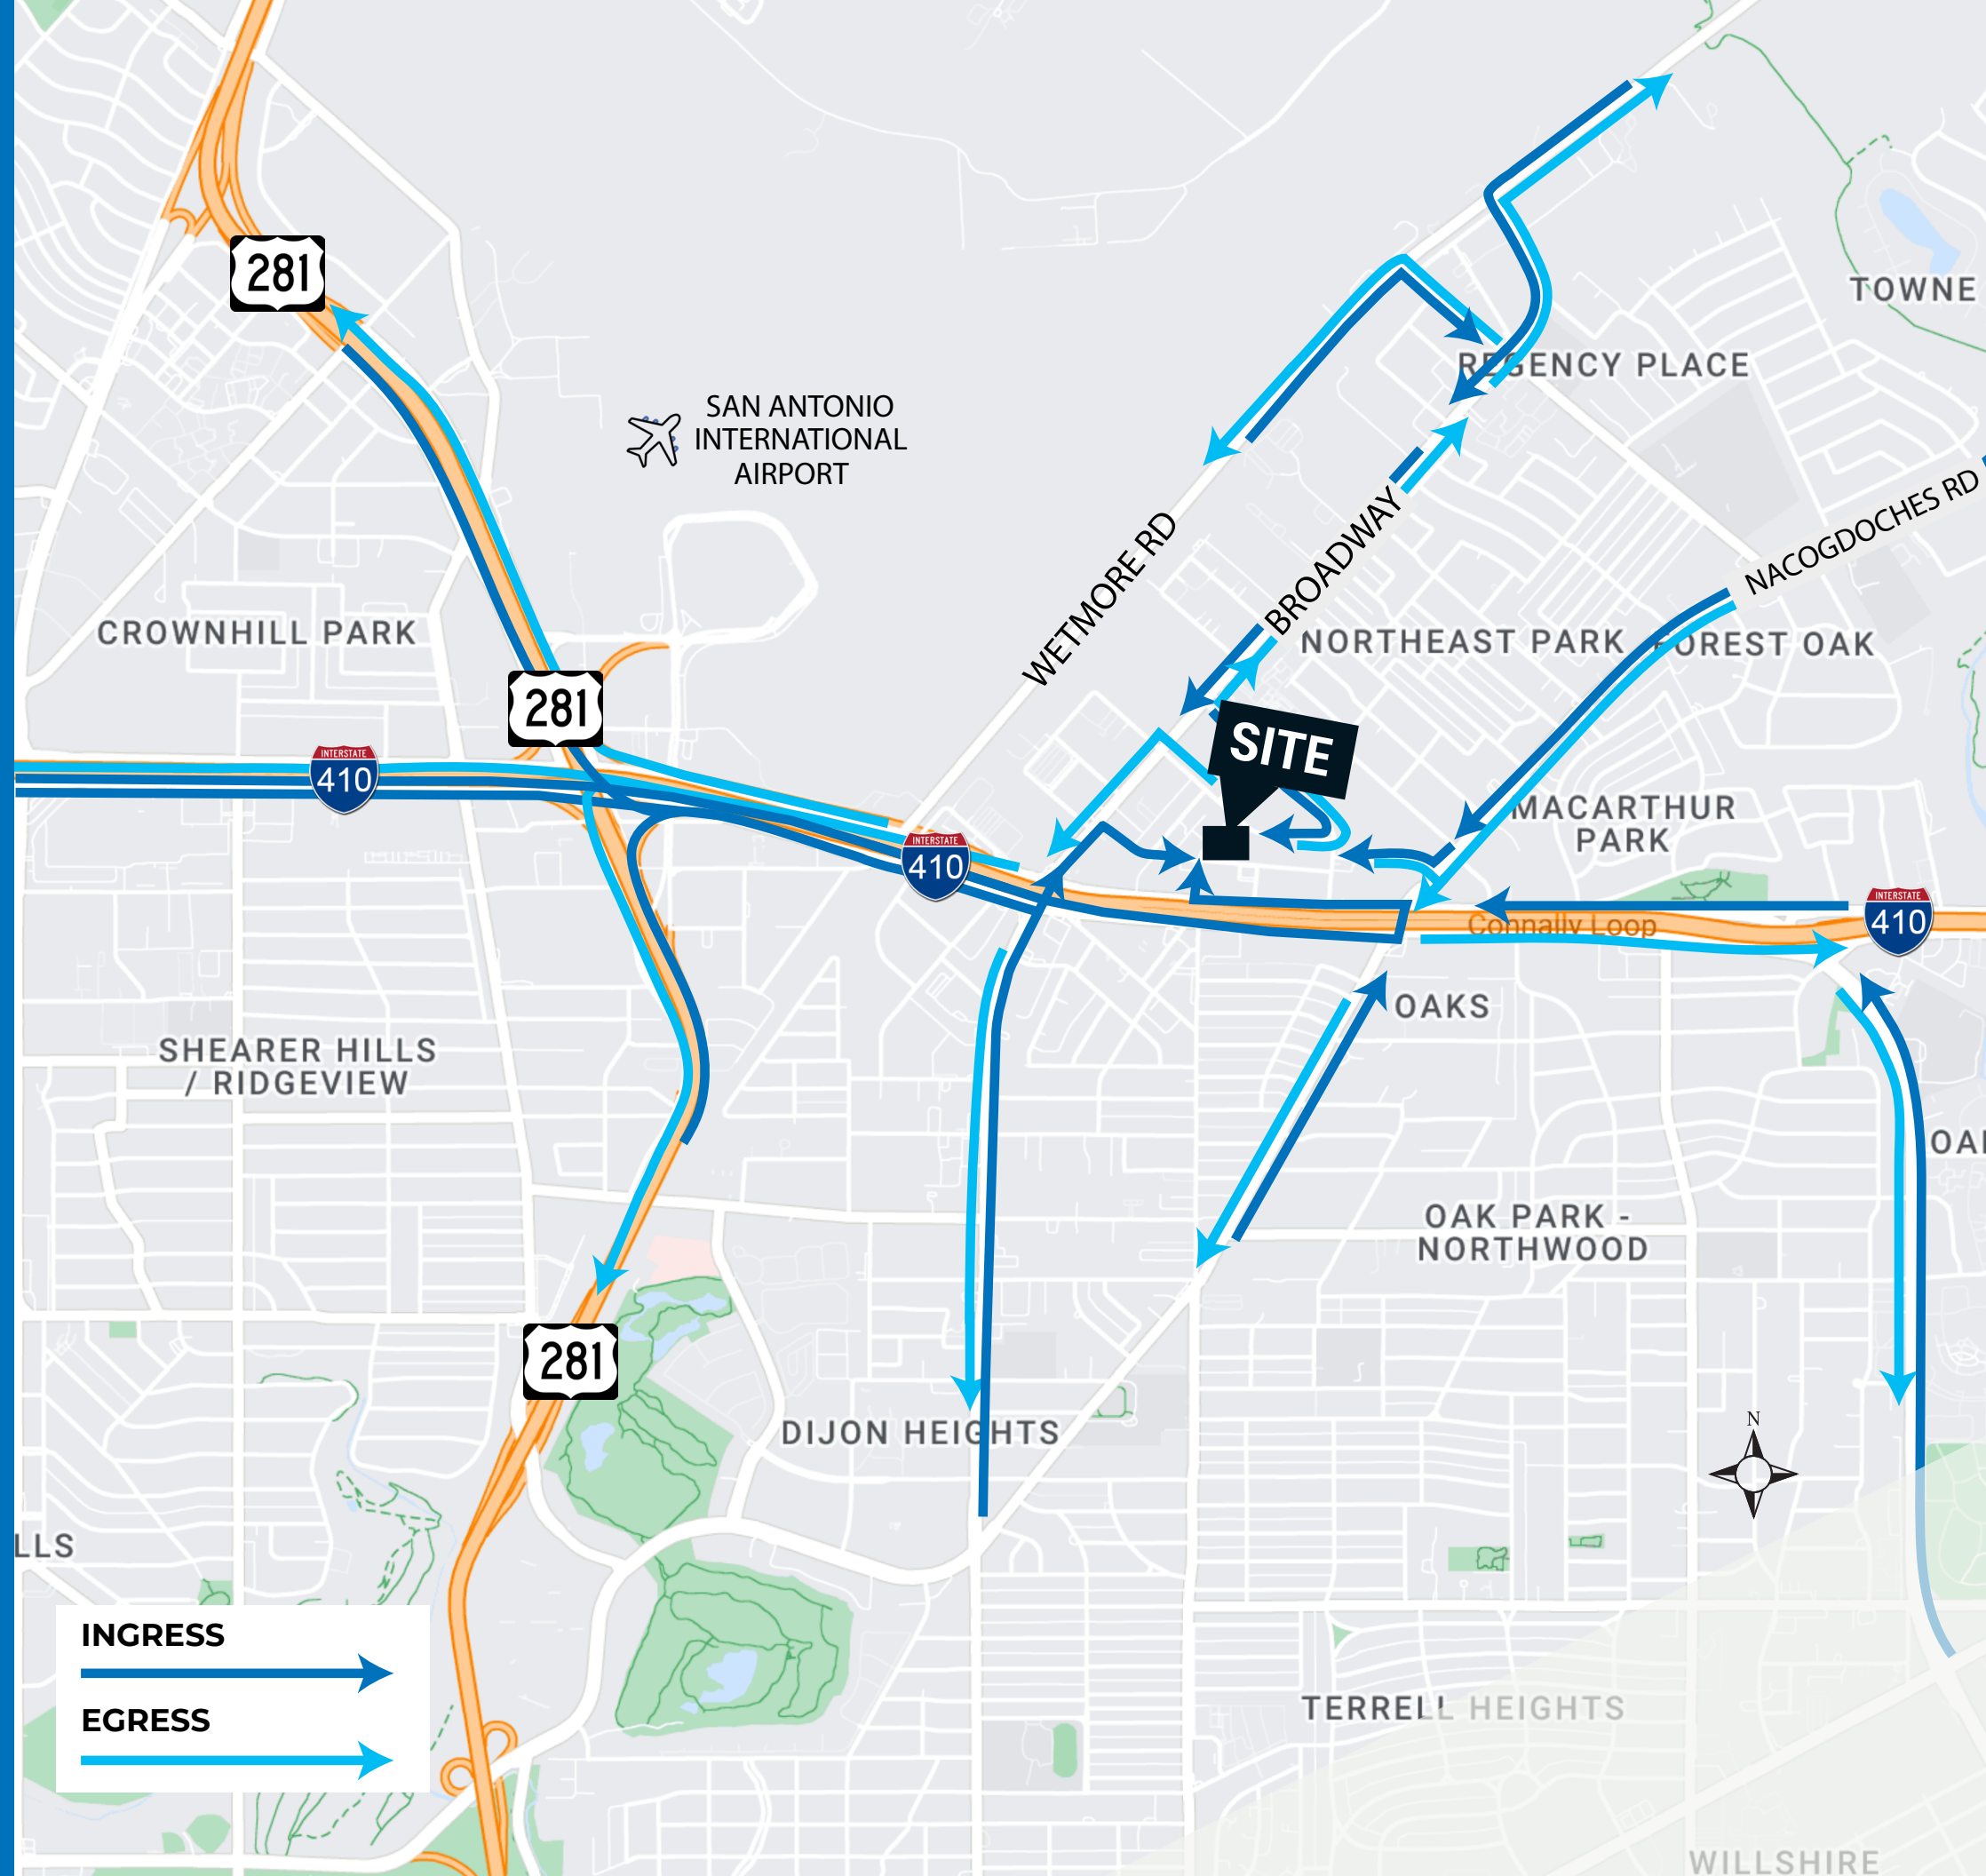 281
TOWNE
REGENCY PLACE
SAN ANTONIO
INTERNATIONAL
AIRPORT
NACOGDOCHES RD
WETMORE RD
BROADWAY
CROWNHILL PARK
NORTHEAST PARK
FOREST OAK
281
SITE
INTERSTATE
410
MACARTHUR
PARK
INTERSTATE
410
INTERSTATE
410
Connally Loop
OAKS
SHEARER HILLS
/ RIDGEVIEW
OAK PARK -
NORTHWOOD
281
DIJON HEIGHTS
N
LLS
INGRESS
EGRESS
TERRELL HEIGHTS
WILLSHIRE